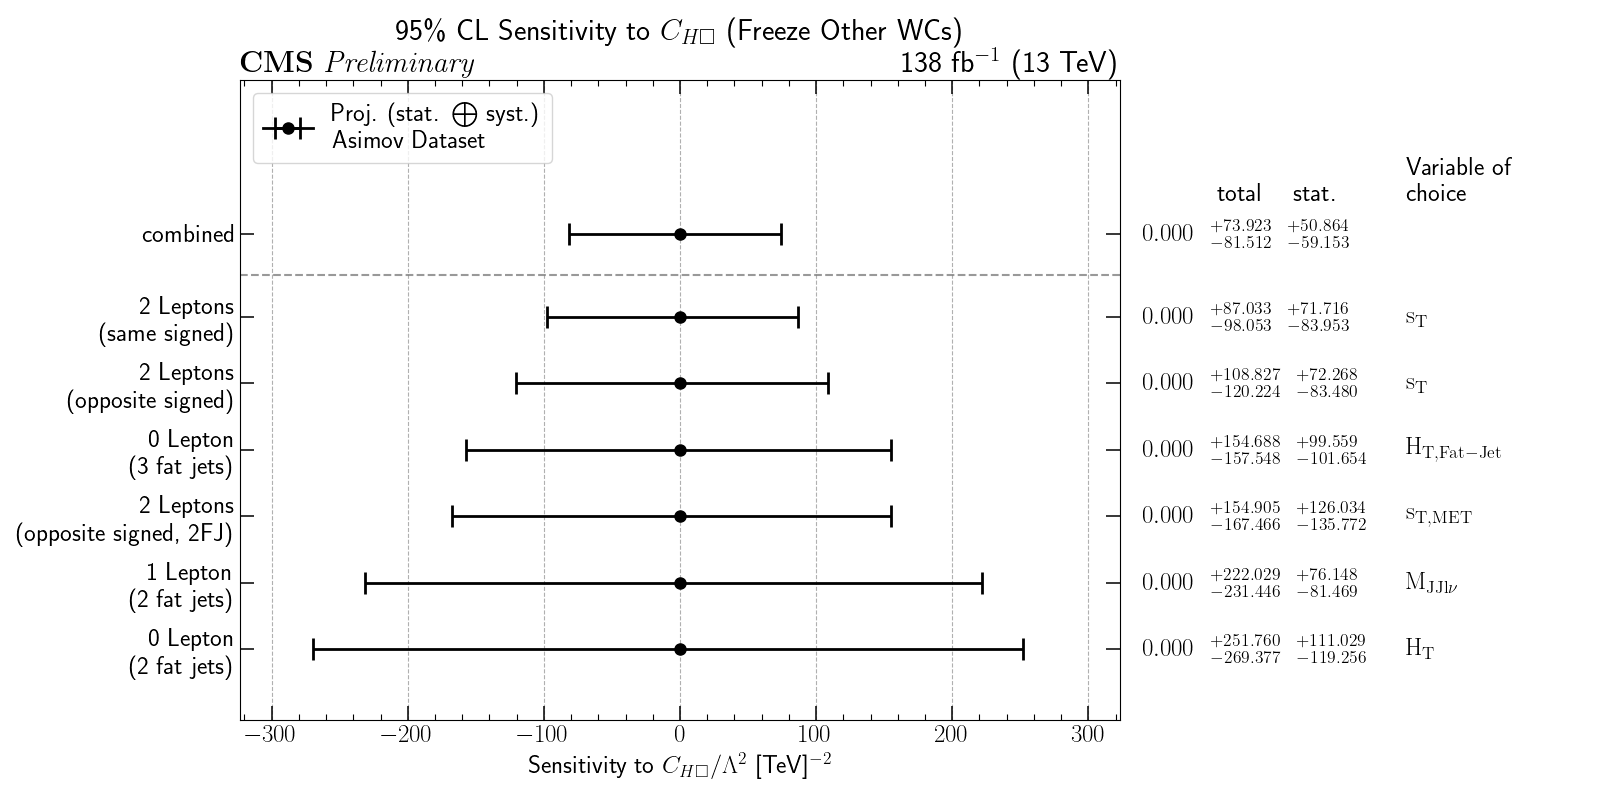 95% CL Sensitivity to C_{H□} (Freeze Other WCs)
CMS Preliminary 138 fb^{−1} (13 TeV)
Proj. (stat. ⨁ syst.)
Asimov Dataset
Variable of
total stat. choice
combined 0.000 +73.923 −81.512 +50.864 −59.153
2 Leptons
(same signed) 0.000 +87.033 −98.053 +71.716 −83.953 s_T
2 Leptons
(opposite signed) 0.000 +108.827 −120.224 +72.268 −83.480 s_T
0 Lepton
(3 fat jets) 0.000 +154.688 −157.548 +99.559 −101.654 H_{T,Fat−Jet}
2 Leptons
(opposite signed, 2FJ) 0.000 +154.905 −167.466 +126.034 −135.772 s_{T,MET}
1 Lepton
(2 fat jets) 0.000 +222.029 −231.446 +76.148 −81.469 M_{JJlν}
0 Lepton
(2 fat jets) 0.000 +251.760 −269.377 +111.029 −119.256 H_T
−300 −200 −100 0 100 200 300
Sensitivity to C_{H□}/Λ^2 [TeV]^{−2}